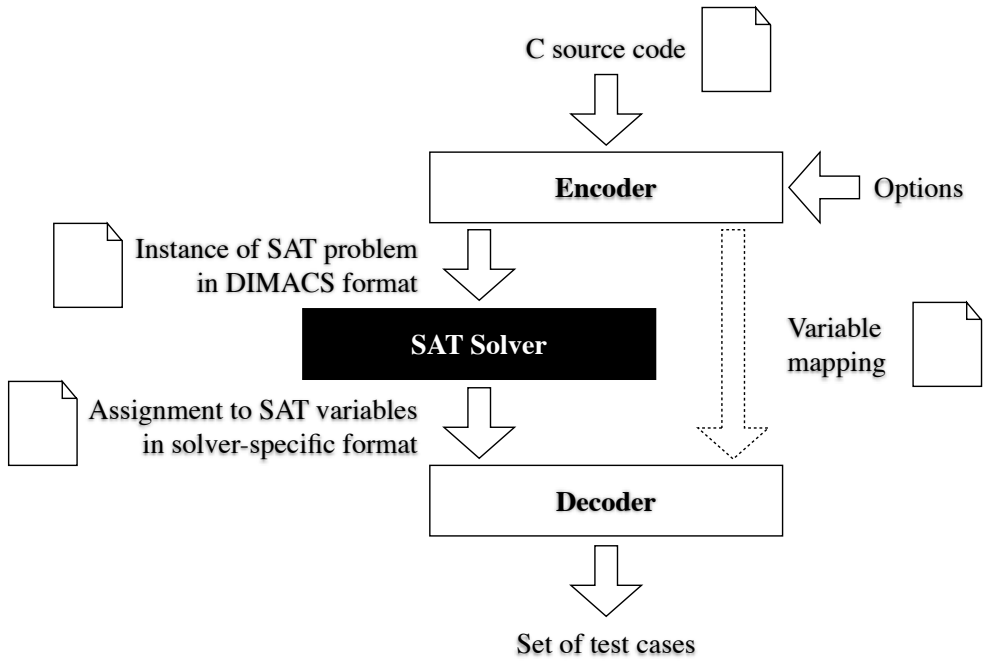 C source code
Encoder
Options
Instance of SAT problem
in DIMACS format
SAT Solver
Variable
mapping
Assignment to SAT variables
in solver-specific format
Decoder
Set of test cases